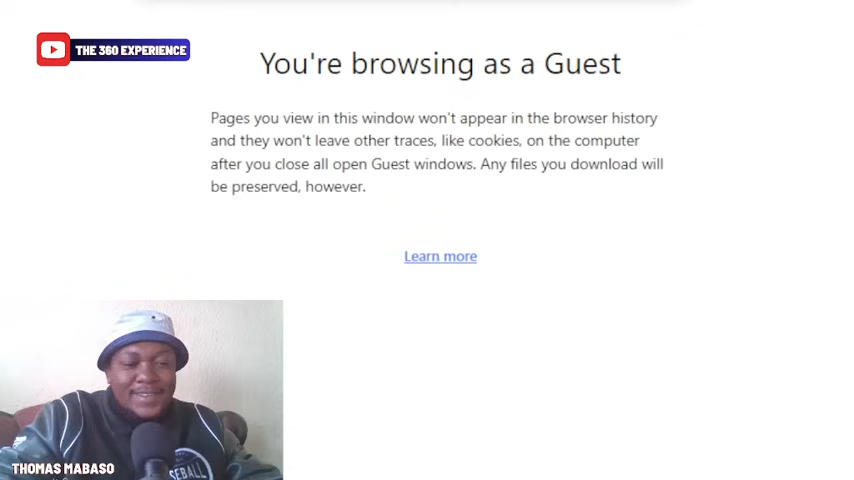 THE 360 EXPERIENCE
You're browsing as a Guest
Pages you view in this window won't appear in the browser history
and they won't leave other traces, like cookies, on the computer
after you close all open Guest windows. Any files you download will
be preserved, however.
Learn more
THOMAS MABASO